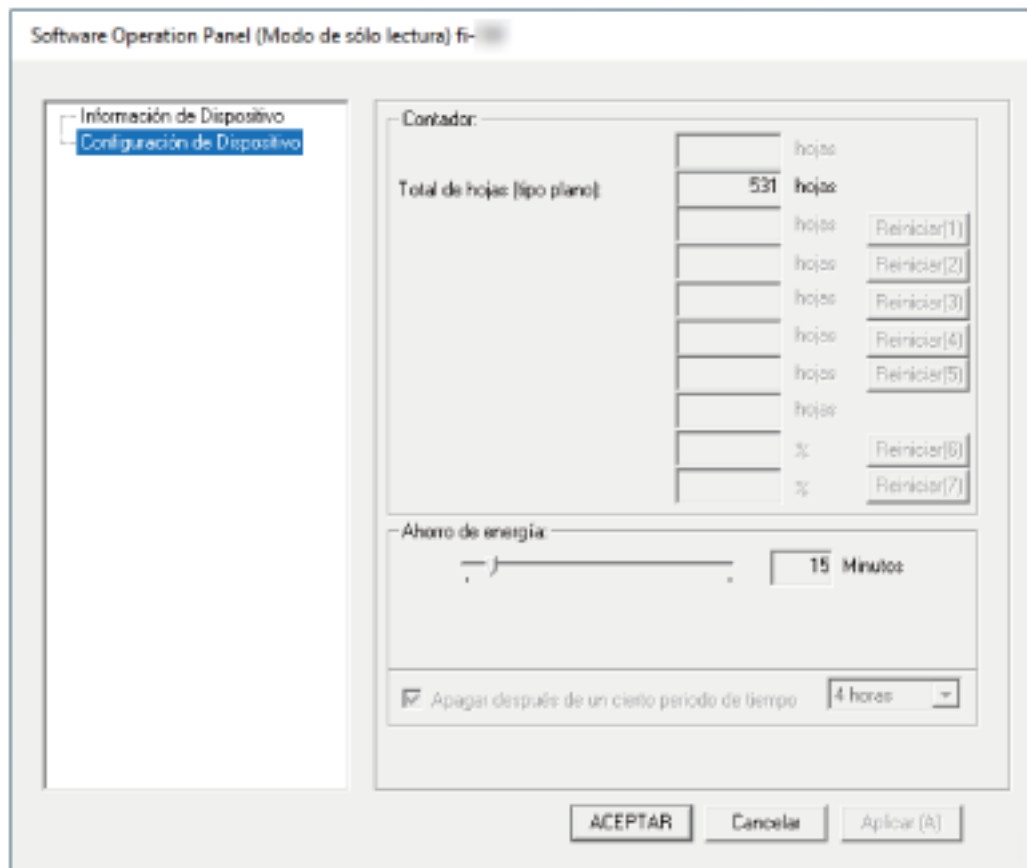 Software Operation Panel (Modo de sólo lectura) fi-
Información de Dispositivo
Configuración de Dispositivo
Contador:
hojas
Total de hojas (tipo plano): 531 hojas
hojas Reiniciar(1)
hojas Reiniciar(2)
hojas Reiniciar(3)
hojas Reiniciar(4)
hojas Reiniciar(5)
hojas
% Reiniciar(6)
% Reiniciar(7)
Ahorro de energía:
15 Minutos
Apagar después de un cierto periodo de tiempo 4 horas
ACEPTAR Cancelar Aplicar (A)